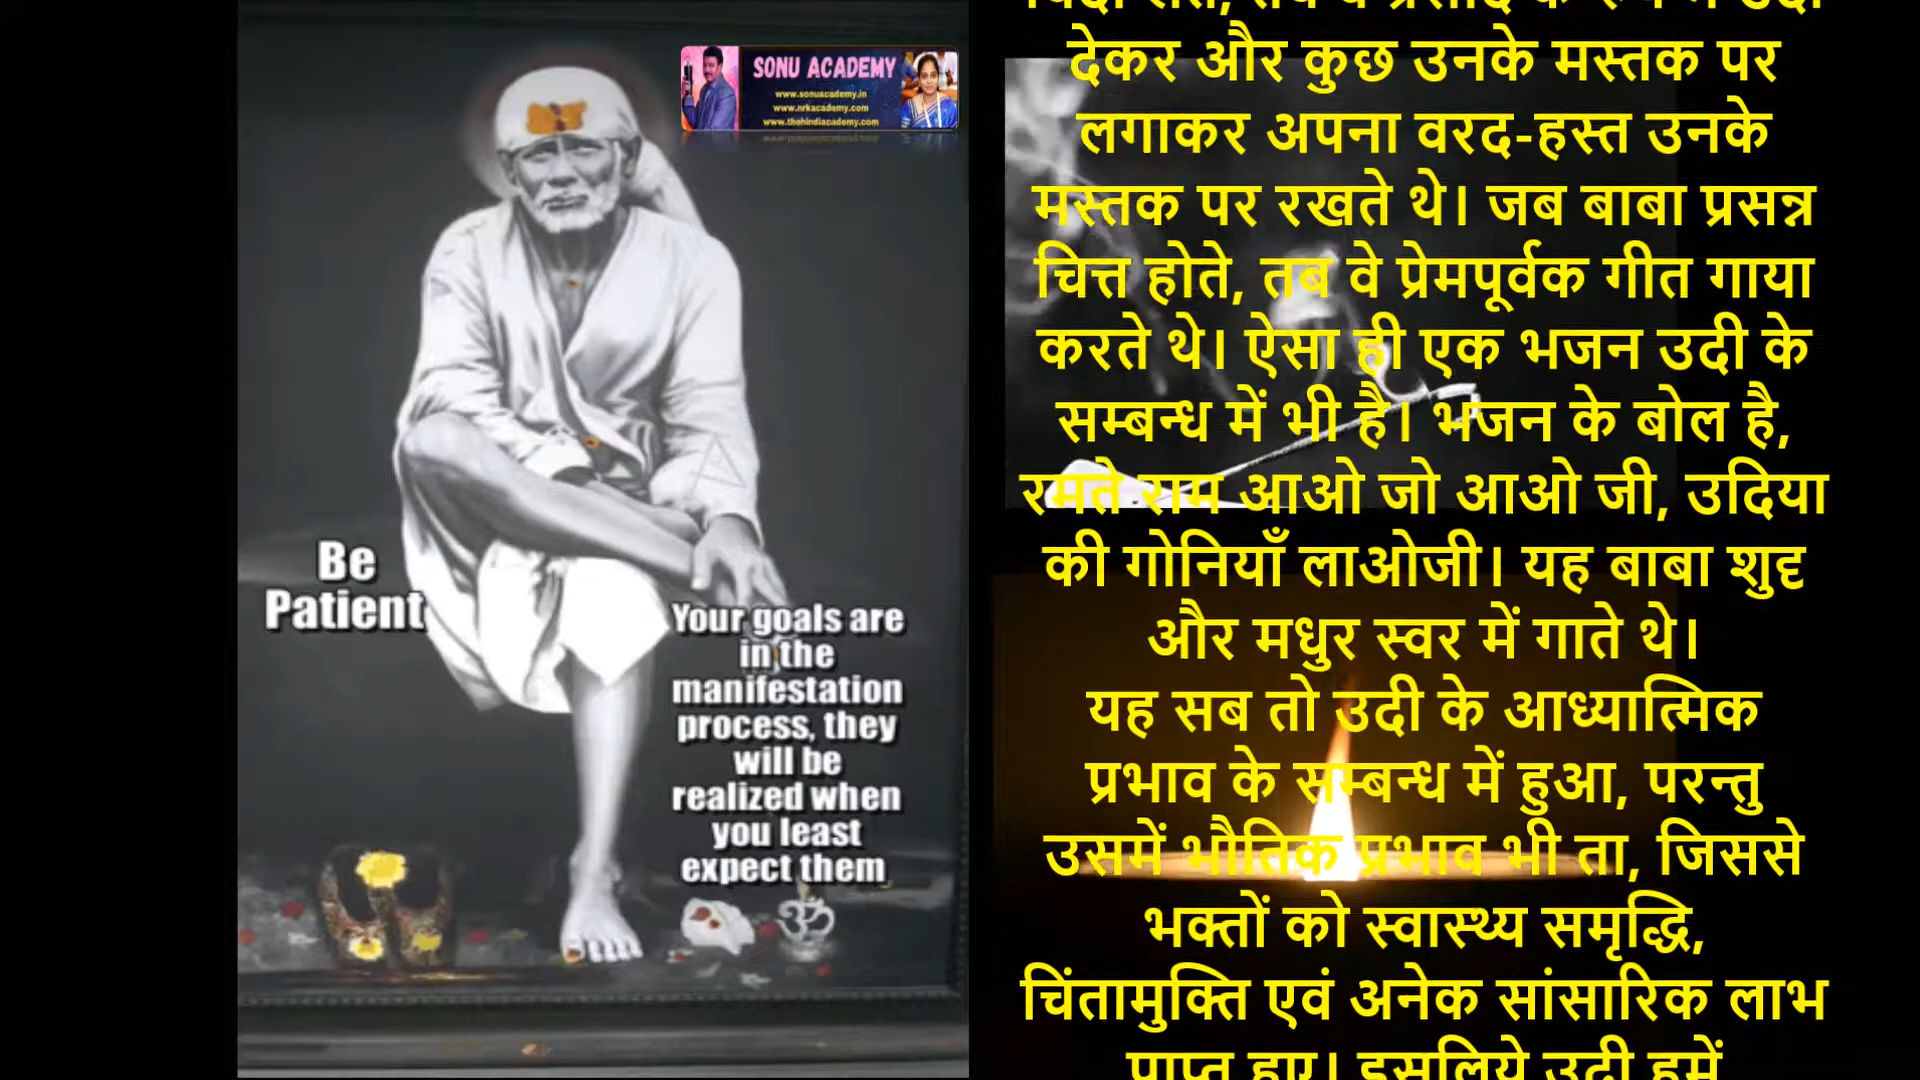 SONU ACADEMY
www.sonuacademy.in
www.nrkacademy.com
www.thehindiacademy.com
Be
Patient
Your goals are
in the
manifestation
process, they
will be
realized when
you least
expect them
देकर और कुछ उनके मस्तक पर
लगाकर अपना वरद-हस्त उनके
मस्तक पर रखते थे। जब बाबा प्रसन्न
चित्त होते, तब वे प्रेमपूर्वक गीत गाया
करते थे। ऐसा ही एक भजन उदी के
सम्बन्ध में भी है। भजन के बोल है,
रमते राम आओ जो आओ जी, उदिया
की गोनियाँ लाओजी। यह बाबा शुदृ
और मधुर स्वर में गाते थे।
यह सब तो उदी के आध्यात्मिक
प्रभाव के सम्बन्ध में हुआ, परन्तु
उसमें भौतिक प्रभाव भी ता, जिससे
भक्तों को स्वास्थ्य समृद्धि,
चिंतामुक्ति एवं अनेक सांसारिक लाभ
प्राप्त हुए। इसलिये उदी हमें